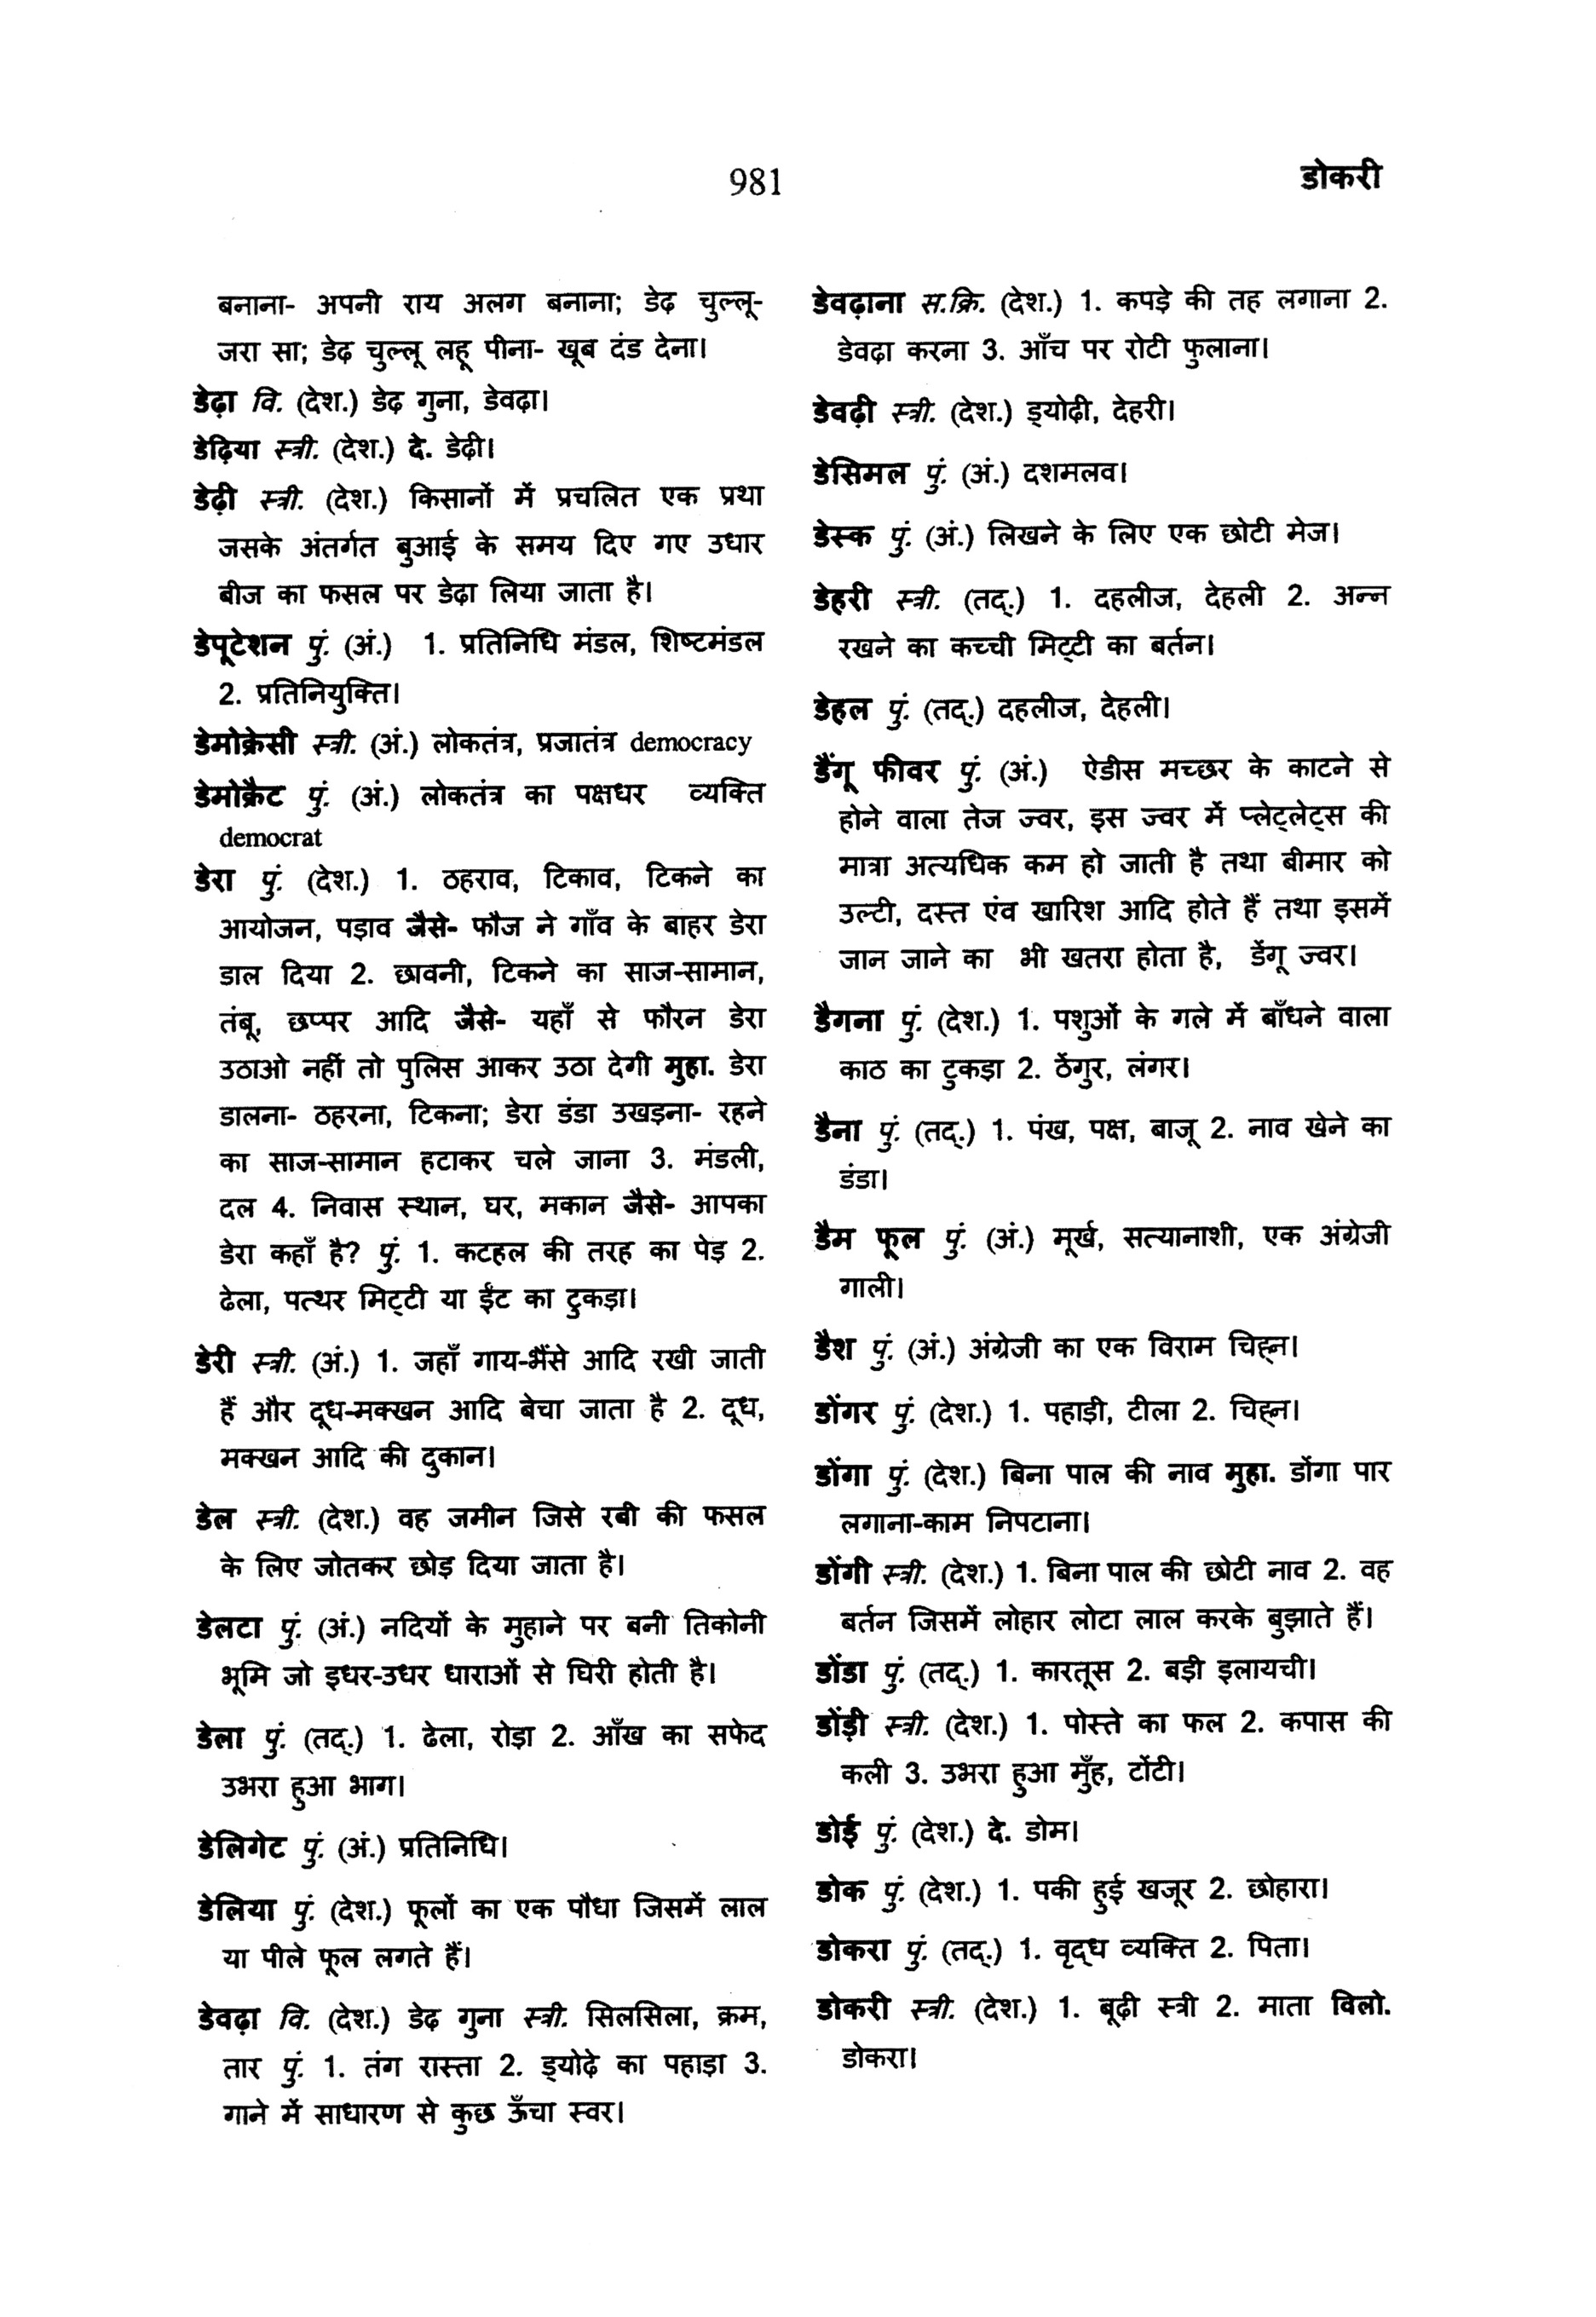 981
डोकरी
बनाना- अपनी राय अलग बनाना; डेढ़ चुल्लू-
जरा सा; डेढ़ चुल्लू लहू पीना- खूब दंड देना।
डेढ़ा वि. (देश.) डेढ़ गुना, डेवढ़ा।
डेढ़िया स्त्री. (देश.) दे. डेढ़ी।
डेढ़ी स्त्री. (देश.) किसानों में प्रचलित एक प्रथा
जसके अंतर्गत बुआई के समय दिए गए उधार
बीज का फसल पर डेढ़ा लिया जाता है।
डेपूटेशन पुं. (अं.) 1. प्रतिनिधि मंडल, शिष्टमंडल
2. प्रतिनियुक्ति।
डेमोक्रेसी स्त्री. (अं.) लोकतंत्र, प्रजातंत्र democracy
डेमोक्रैट पुं. (अं.) लोकतंत्र का पक्षधर व्यक्ति
democrat
डेरा पुं. (देश.) 1. ठहराव, टिकाव, टिकने का
आयोजन, पड़ाव जैसे- फौज ने गाँव के बाहर डेरा
डाल दिया 2. छावनी, टिकने का साज-सामान,
तंबू, छप्पर आदि जैसे- यहाँ से फौरन डेरा
उठाओ नहीं तो पुलिस आकर उठा देगी मुहा. डेरा
डालना- ठहरना, टिकना; डेरा डंडा उखड़ना- रहने
का साज-सामान हटाकर चले जाना 3. मंडली,
दल 4. निवास स्थान, घर, मकान जैसे- आपका
डेरा कहाँ है? पुं. 1. कटहल की तरह का पेड़ 2.
ढेला, पत्थर मिट्‌टी या ईंट का टुकड़ा।
डेरी स्त्री. (अं.) 1. जहाँ गाय-भैंसे आदि रखी जाती
हैं और दूध-मक्खन आदि बेचा जाता है 2. दूध,
मक्खन आदि की दुकान।
डेल स्त्री. (देश.) वह जमीन जिसे रबी की फसल
के लिए जोतकर छोड़ दिया जाता है।
डेलटा पुं. (अं.) नदियों के मुहाने पर बनी तिकोनी
भूमि जो इधर-उधर धाराओं से घिरी होती है।
डेला पुं. (तद्.) 1. ढेला, रोड़ा 2. आँख का सफेद
उभरा हुआ भाग।
डेलिगेट पुं. (अं.) प्रतिनिधि।
डेलिया पुं. (देश.) फूलों का एक पौधा जिसमें लाल
या पीले फूल लगते हैं।
डेवढ़ा वि. (देश.) डेढ़ गुना स्त्री. सिलसिला, क्रम,
तार पुं. 1. तंग रास्ता 2. ड्‌योढ़े का पहाड़ा 3.
गाने में साधारण से कुछ ऊँचा स्वर।
डेवढ़ाना स.क्रि. (देश.) 1. कपड़े की तह लगाना 2.
डेवढ़ा करना 3. आँच पर रोटी फुलाना।
डेवढ़ी स्त्री. (देश.) ड्‌योढ़ी, देहरी।
डेसिमल पुं. (अं.) दशमलव।
डेस्क पुं. (अं.) लिखने के लिए एक छोटी मेज।
डेहरी स्त्री. (तद्.) 1. दहलीज, देहली 2. अन्न
रखने का कच्ची मिट्‌टी का बर्तन।
डेहल पुं. (तद्.) दहलीज, देहली।
डैंगू फीवर पुं. (अं.) ऐडीस मच्छर के काटने से
होने वाला तेज ज्वर, इस ज्वर में प्लेट्‌लेट्स की
मात्रा अत्यधिक कम हो जाती है तथा बीमार को
उल्टी, दस्त एंव खारिश आदि होते हैं तथा इसमें
जान जाने का भी खतरा होता है, डेंगू ज्वर।
डैगना पुं. (देश.) 1. पशुओं के गले में बाँधने वाला
काठ का टुकड़ा 2. ठेंगुर, लंगर।
डैना पुं. (तद्.) 1. पंख, पक्ष, बाजू 2. नाव खेने का
डंडा।
डैम फूल पुं. (अं.) मूर्ख, सत्यानाशी, एक अंग्रेजी
गाली।
डैश पुं. (अं.) अंग्रेजी का एक विराम चिह्‌न।
डोंगर पुं. (देश.) 1. पहाड़ी, टीला 2. चिह्‌न।
डोंगा पुं. (देश.) बिना पाल की नाव मुहा. डोंगा पार
लगाना-काम निपटाना।
डोंगी स्त्री. (देश.) 1. बिना पाल की छोटी नाव 2. वह
बर्तन जिसमें लोहार लोटा लाल करके बुझाते हैं।
डोंडा पुं. (तद्.) 1. कारतूस 2. बड़ी इलायची।
डोंड़ी स्त्री. (देश.) 1. पोस्ते का फल 2. कपास की
कली 3. उभरा हुआ मुँह, टोंटी।
डोई पुं. (देश.) दे. डोम।
डोक पुं. (देश.) 1. पकी हुई खजूर 2. छोहारा।
डोकरा पुं. (तद्.) 1. वृद्‌ध व्यक्ति 2. पिता।
डोकरी स्त्री. (देश.) 1. बूढ़ी स्त्री 2. माता विलो.
डोकरा।